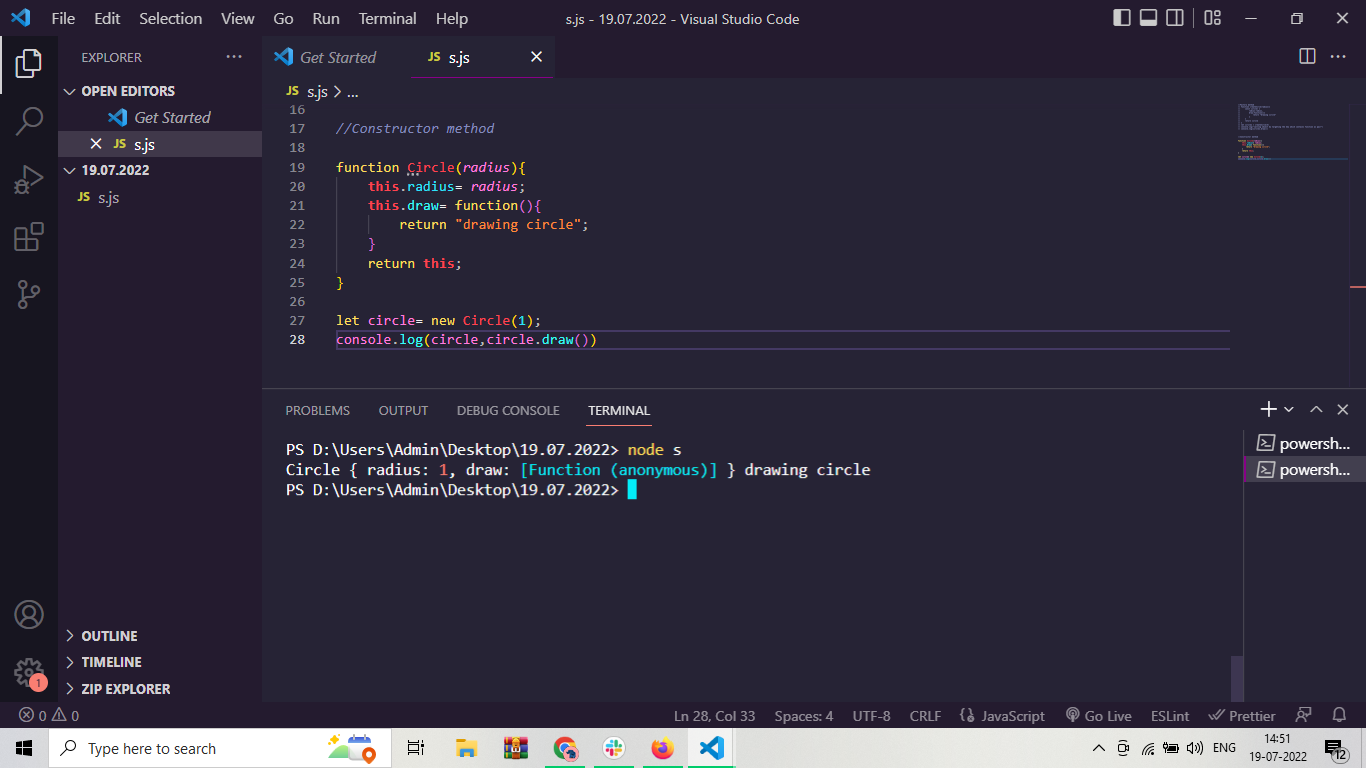 File Edit Selection View Go Run Terminal Help s.js - 19.07.2022 - Visual Studio Code
EXPLORER
OPEN EDITORS
Get Started
JS s.js
19.07.2022
JS s.js
OUTLINE
TIMELINE
ZIP EXPLORER
1
Get Started JS s.js
JS s.js > ...
16
17 //Constructor method
18
19 function Circle(radius){
20 this.radius= radius;
21 this.draw= function(){
22 return "drawing circle";
23 }
24 return this;
25 }
26
27 let circle= new Circle(1);
28 console.log(circle,circle.draw())
PROBLEMS OUTPUT DEBUG CONSOLE TERMINAL
PS D:\Users\Admin\Desktop\19.07.2022> node s
Circle { radius: 1, draw: [Function (anonymous)] } drawing circle
PS D:\Users\Admin\Desktop\19.07.2022>
powersh...
powersh...
0 0 Ln 28, Col 33 Spaces: 4 UTF-8 CRLF {} JavaScript Go Live ESLint Prettier
Type here to search
ENG
14:51
19-07-2022
12